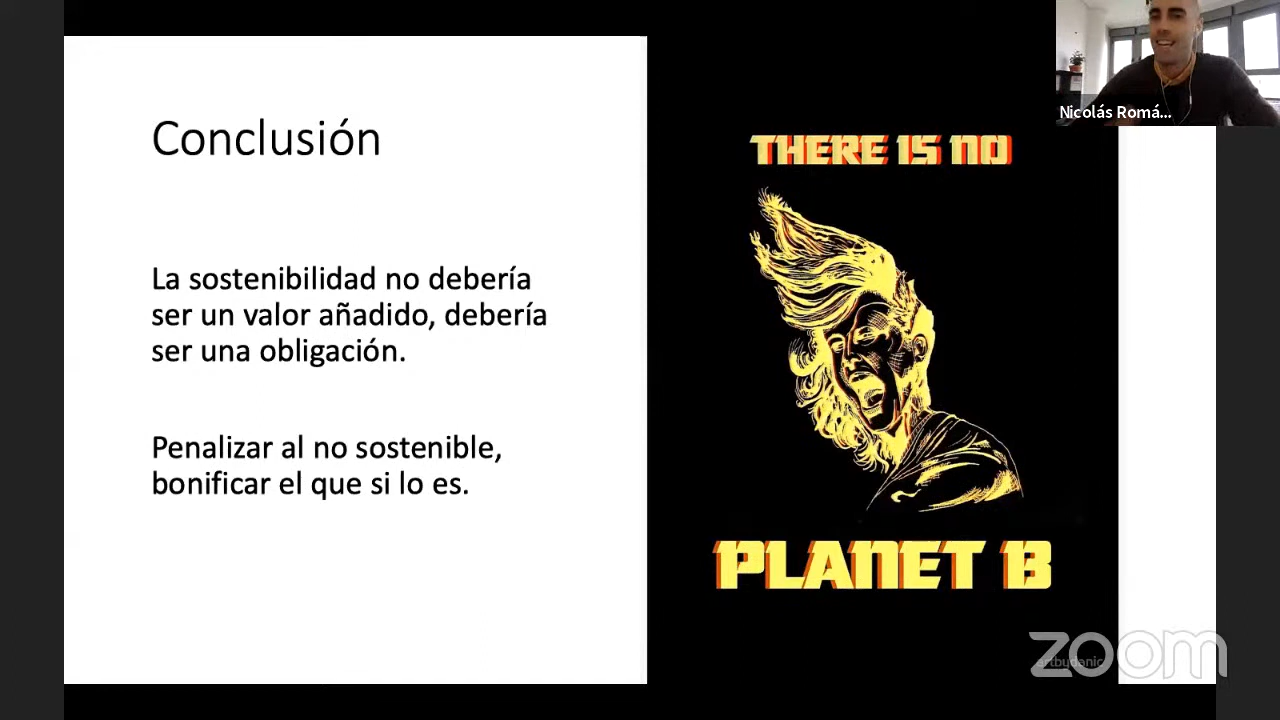 Conclusión
La sostenibilidad no debería
ser un valor añadido, debería
ser una obligación.
Penalizar al no sostenible,
bonificar el que si lo es.
THERE IS NO
PLANET B
Nicolás Romá...
artbydanic
zoom